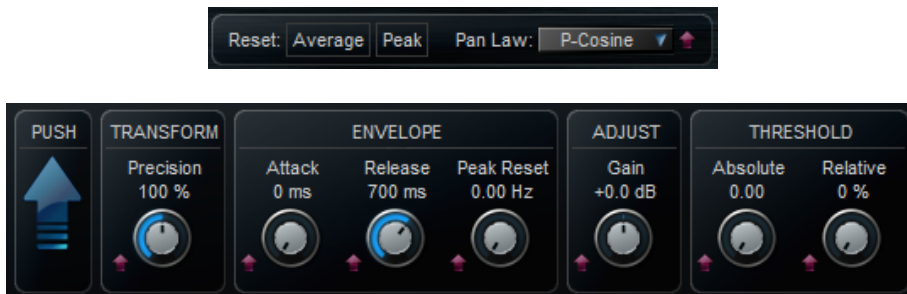 Reset: Average Peak Pan Law: P-Cosine
PUSH TRANSFORM ENVELOPE ADJUST THRESHOLD
Precision Attack Release Peak Reset Gain Absolute Relative
100 % 0 ms 700 ms 0.00 Hz +0.0 dB 0.00 0 %